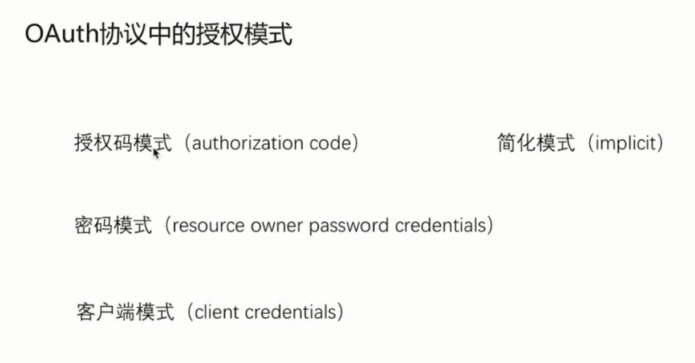 OAuth协议中的授权模式
授权码模式（authorization code） 简化模式（implicit）
密码模式（resource owner password credentials）
客户端模式（client credentials）